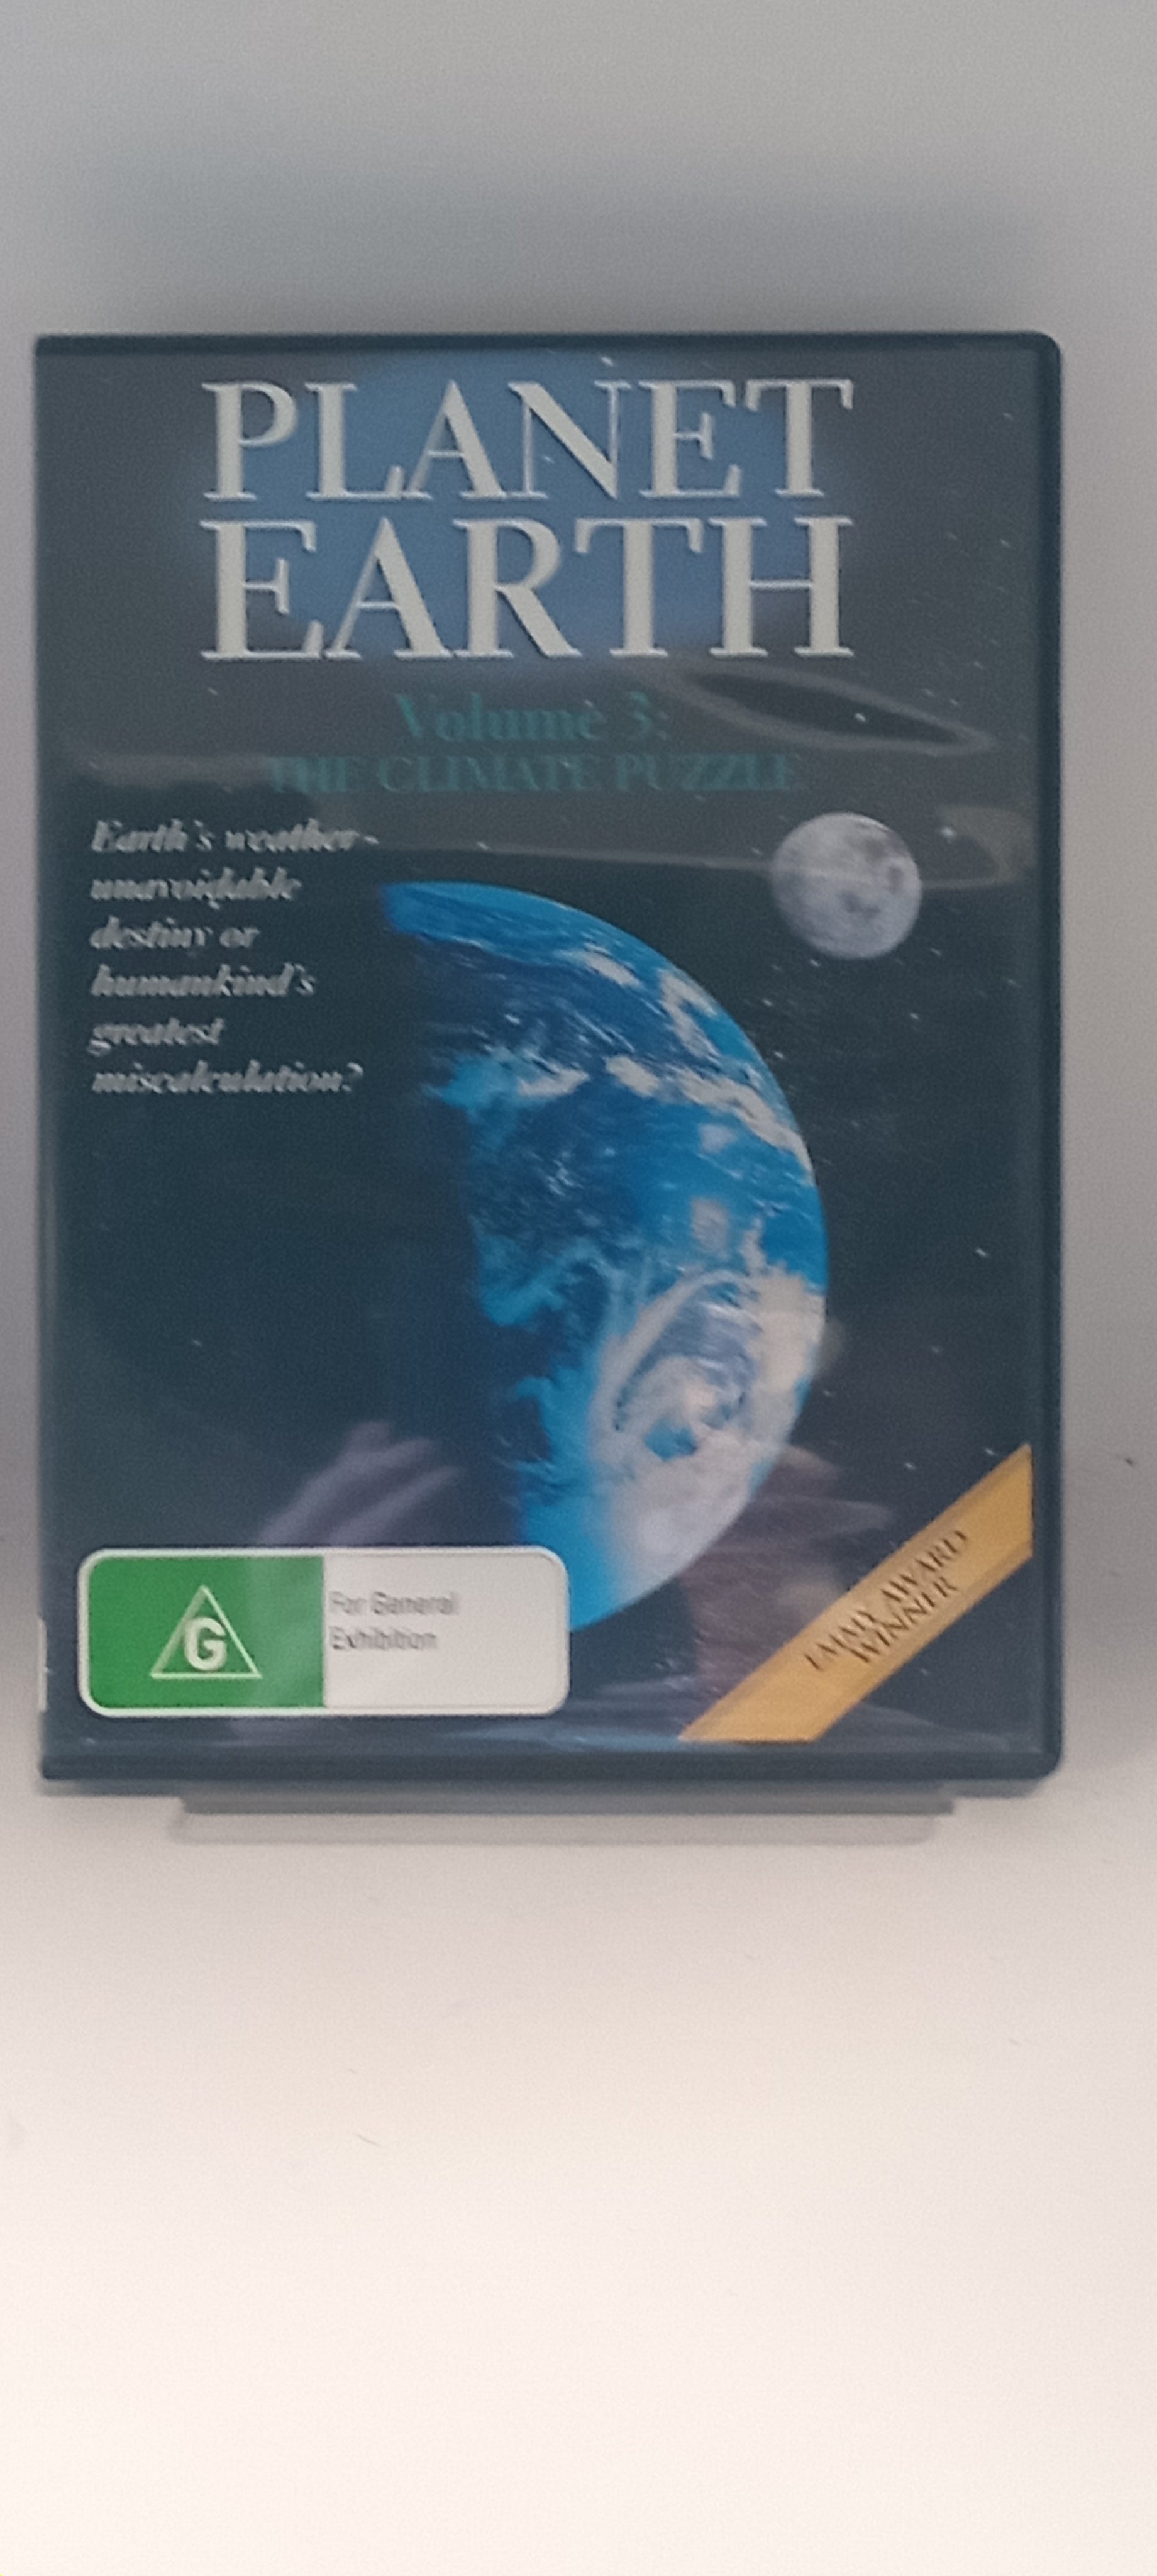 PLANET
EARTH
Volume 3:
THE CLIMATE PUZZLE
Earth's weather-
unavoidable
destiny or
humankind's
greatest
miscalculation?
G
For General
Exhibition
EMMY AWARD
WINNER